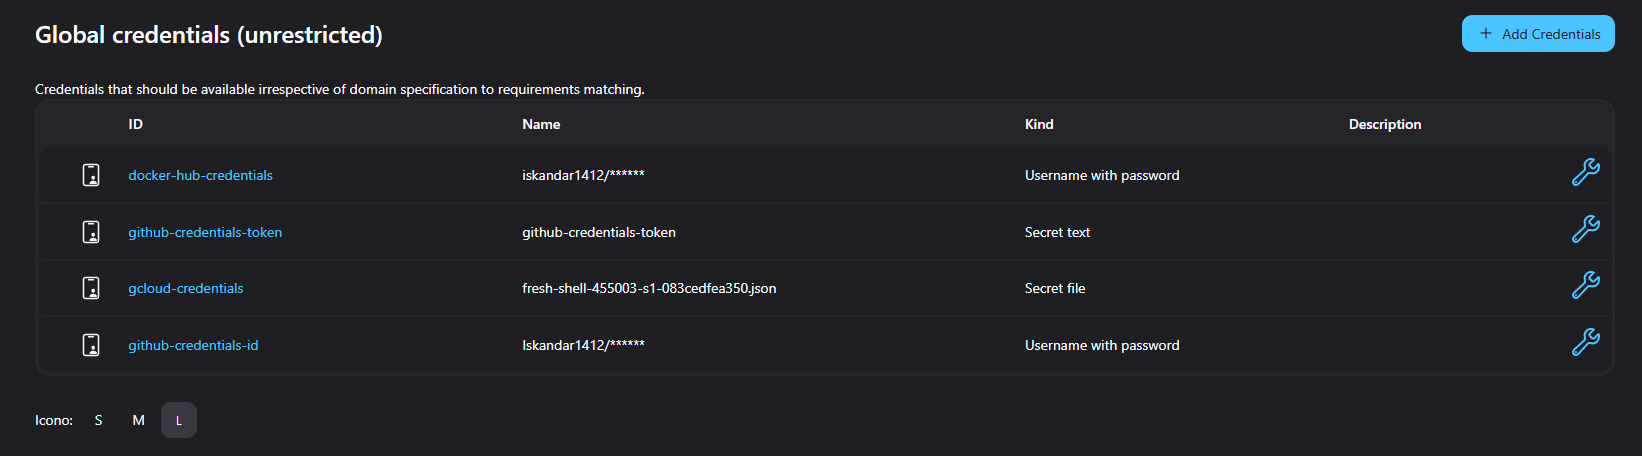 Global credentials (unrestricted)
+ Add Credentials
Credentials that should be available irrespective of domain specification to requirements matching.
ID Name Kind Description
docker-hub-credentials iskandar1412/****** Username with password
github-credentials-token github-credentials-token Secret text
gcloud-credentials fresh-shell-455003-s1-083cedfea350.json Secret file
github-credentials-id Iskandar1412/****** Username with password
Icono: S M L